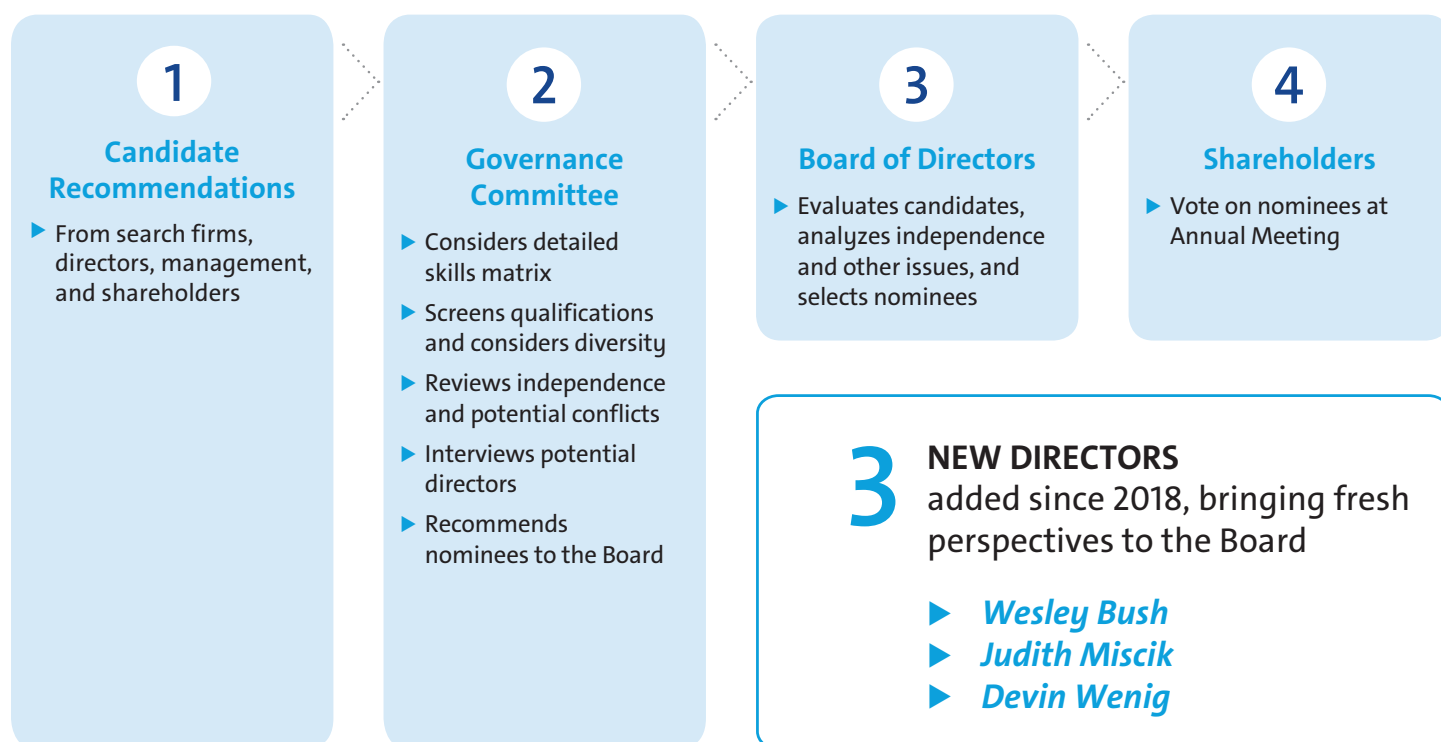 1
Candidate
Recommendations
▶ From search firms,
directors, management,
and shareholders
2
Governance
Committee
▶ Considers detailed
skills matrix
▶ Screens qualifications
and considers diversity
▶ Reviews independence
and potential conflicts
▶ Interviews potential
directors
▶ Recommends
nominees to the Board
3
Board of Directors
▶ Evaluates candidates,
analyzes independence
and other issues, and
selects nominees
4
Shareholders
▶ Vote on nominees at
Annual Meeting
3
NEW DIRECTORS
added since 2018, bringing fresh
perspectives to the Board
▶ Wesley Bush
▶ Judith Miscik
▶ Devin Wenig